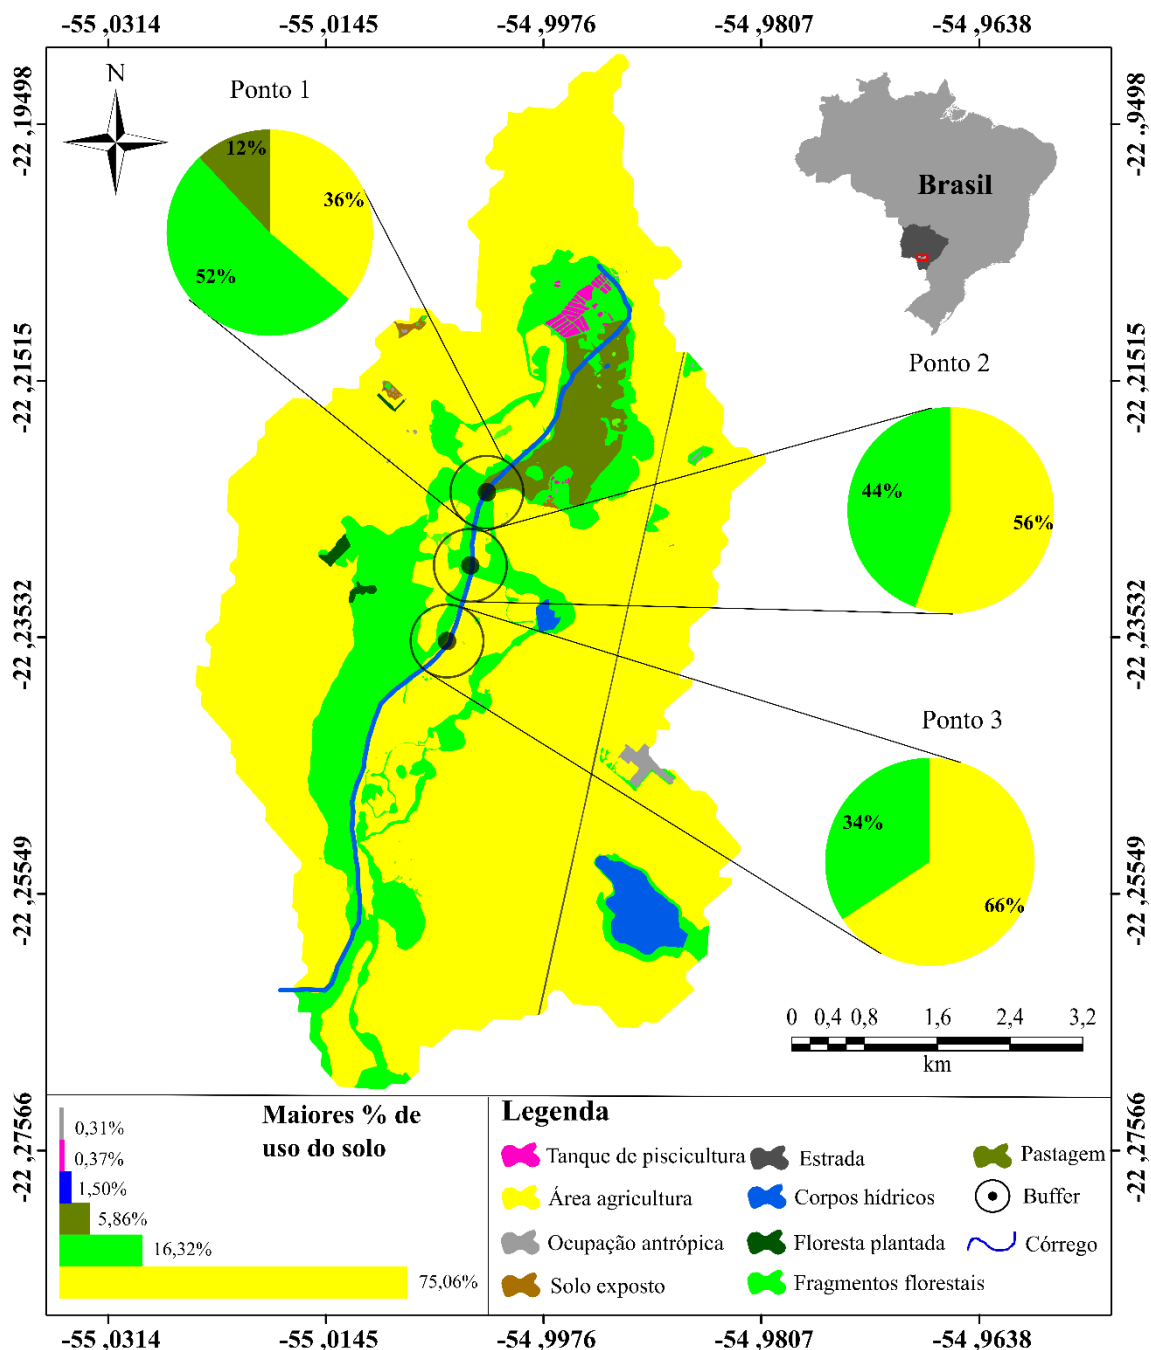 -55 ,0314
-55 ,0145
-54 ,9976
-54 ,9807
-54 ,9638
-22 ,19498
-22 ,21515
-22 ,23532
-22 ,25549
-22 ,27566
N
Ponto 1
12%
36%
52%
Brasil
Ponto 2
44%
56%
Ponto 3
34%
66%
0 0,4 0,8 1,6 2,4 3,2
km
-22 .,9498
-22 ,21515
-22 ,23532
-22 ,25549
-22 ,27566
Maiores % de
uso do solo
0,31%
0,37%
1,50%
5,86%
16,32%
75,06%
Legenda
Tanque de piscicultura
Estrada
Pastagem
Área agricultura
Corpos hídricos
Buffer
Ocupação antrópica
Floresta plantada
Córrego
Solo exposto
Fragmentos florestais
-55 ,0314
-55 ,0145
-54 ,9976
-54 ,9807
-54 ,9638